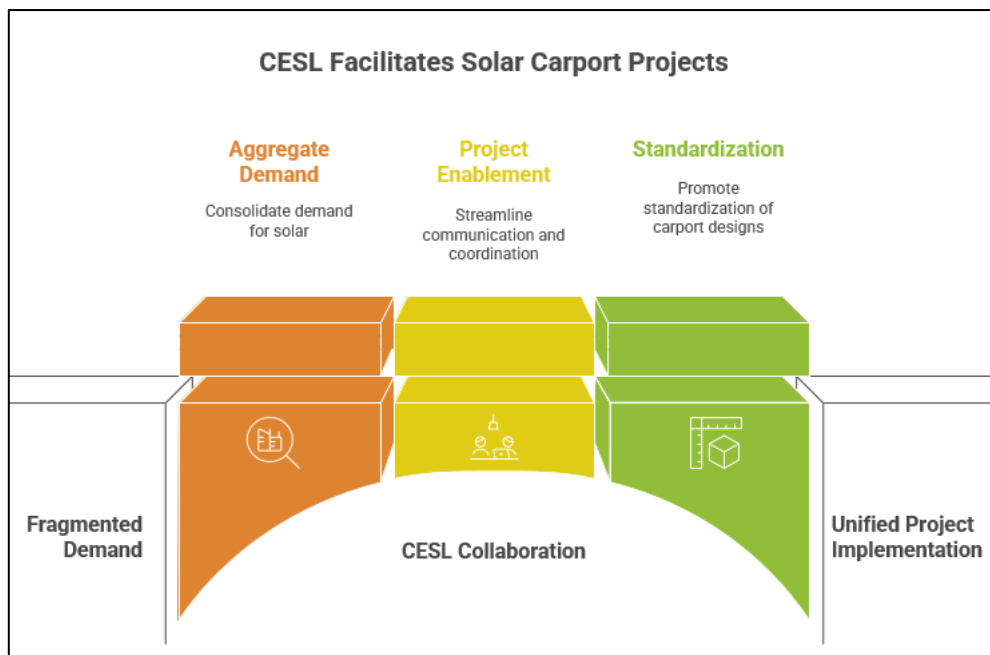 CESL Facilitates Solar Carport Projects
Aggregate
Demand
Consolidate demand
for solar
Project
Enablement
Streamline
communication and
coordination
Standardization
Promote
standardization of
carport designs
Fragmented
Demand
CESL Collaboration
Unified Project
Implementation